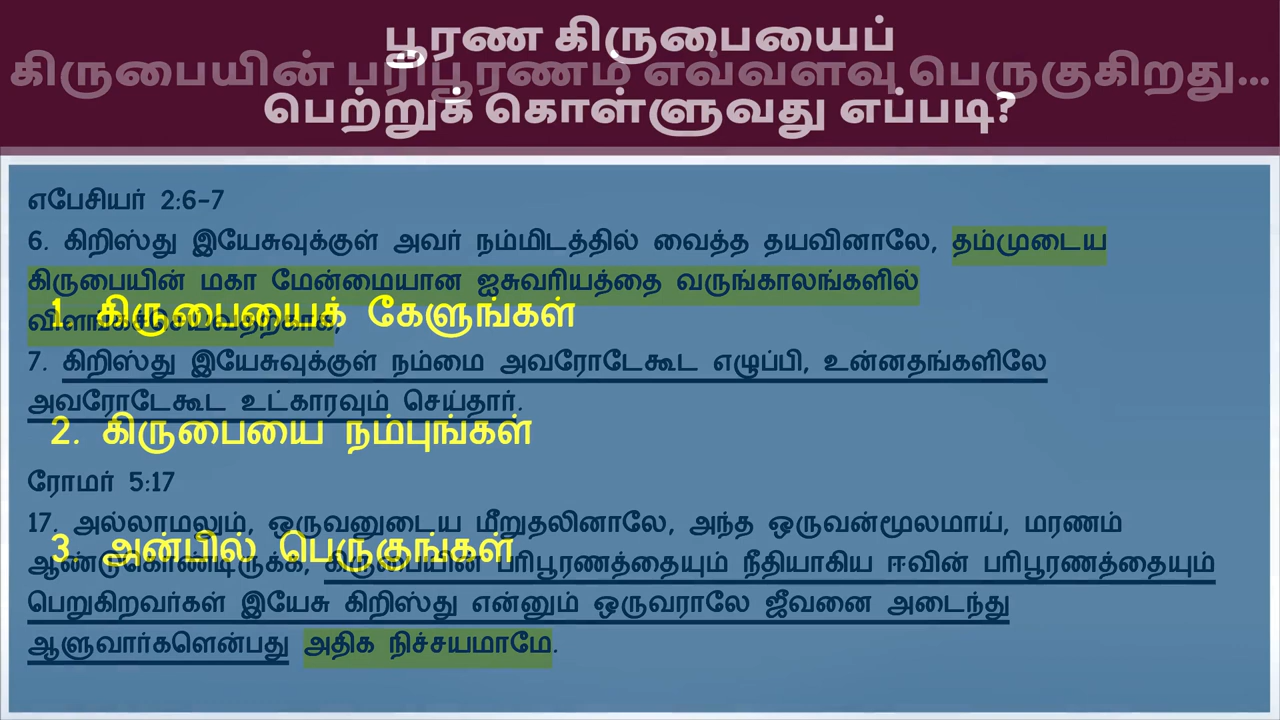 பூரண கிருபையைப்
கிருபையின் பரிபூரணம் எவ்வளவு பெருகுகிறது...
பெற்றுக் கொள்ளுவது எப்படி?
எபேசியர் 2:6-7
6. கிறிஸ்து இயேசுவுக்குள் அவர் நம்மிடத்தில் வைத்த தயவினாலே, தம்முடைய
கிருபையின் மகா மேன்மையான ஐசுவரியத்தை வருங்காலங்களில்
1. கிருபையைக் கேளுங்கள்
விளங்கச்செய்வதற்காக,
7. கிறிஸ்து இயேசுவுக்குள் நம்மை அவரோடேகூட எழுப்பி, உன்னதங்களிலே
அவரோடேகூட உட்காரவும் செய்தார்.
2. கிருபையை நம்புங்கள்
ரோமர் 5:17
17. அல்லாமலும், ஒருவனுடைய மீறுதலினாலே, அந்த ஒருவன்மூலமாய், மரணம்
3. அன்பில் பெருகுங்கள்
ஆண்டுகொண்டிருக்க, கிருபையின் பரிபூரணத்தையும் நீதியாகிய ஈவின் பரிபூரணத்தையும்
பெறுகிறவர்கள் இயேசு கிறிஸ்து என்னும் ஒருவராலே ஜீவனை அடைந்து
ஆளுவார்களென்பது அதிக நிச்சயமாமே.